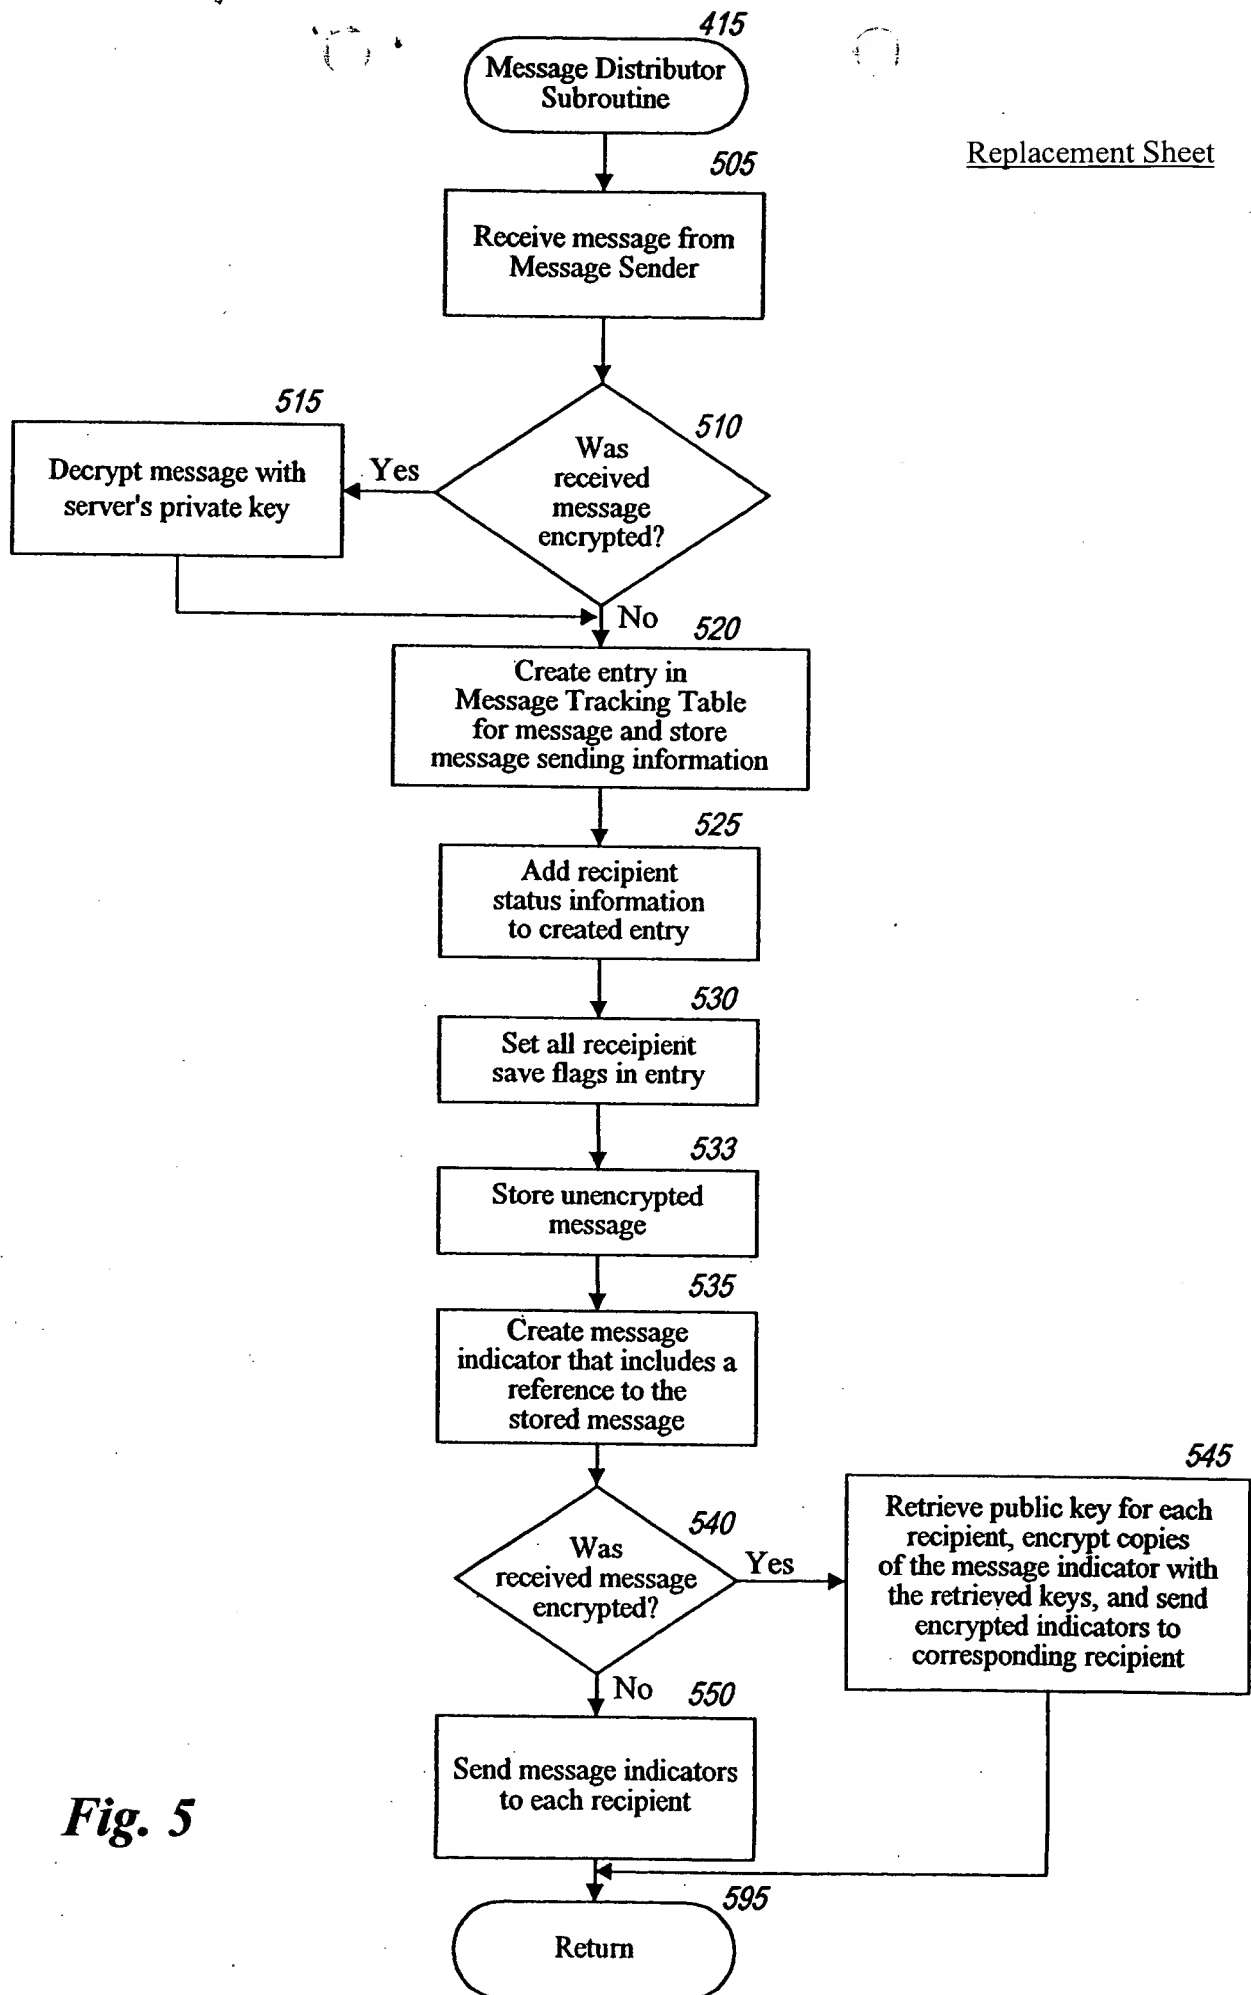 415
Message Distributor
Subroutine
Replacement Sheet
505
Receive message from
Message Sender
515
Decrypt message with
server's private key
Yes
510
Was
received
message
encrypted?
No
520
Create entry in
Message Tracking Table
for message and store
message sending information
525
Add recipient
status information
to created entry
530
Set all receipient
save flags in entry
533
Store unencrypted
message
535
Create message
indicator that includes a
reference to the
stored message
540
Was
received message
encrypted?
Yes
545
Retrieve public key for each
recipient, encrypt copies
of the message indicator with
the retrieved keys, and send
encrypted indicators to
corresponding recipient
No
550
Send message indicators
to each recipient
Fig. 5
595
Return